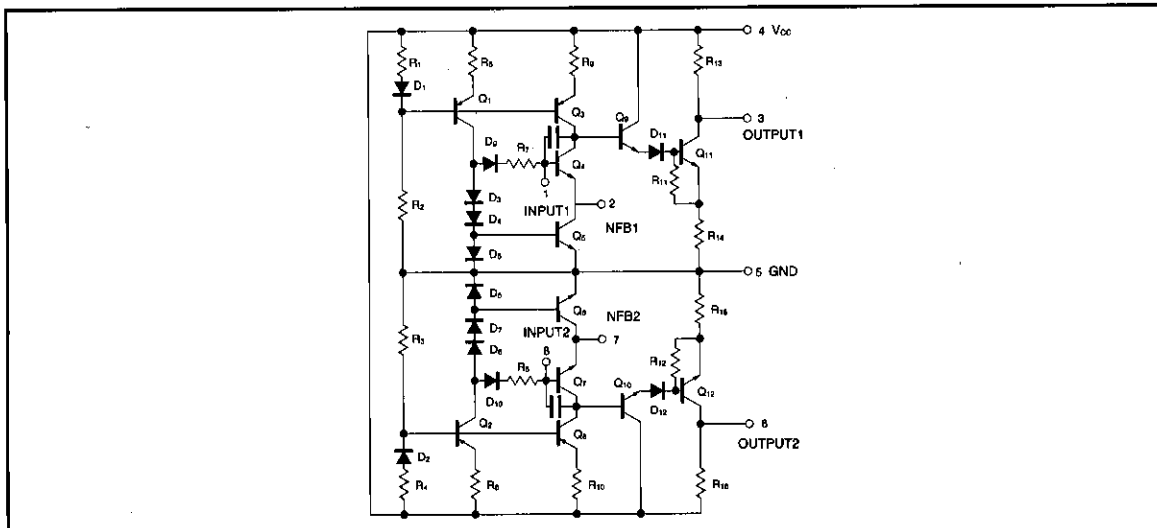 4 Vcc
R1
R5
R9
R13
D1
Q1
Q3
Q9
3
D11
OUTPUT1
Q11
D9
R7
Q4
R11
1
INPUT1
2
D3
NFB1
R2
D4
Q5
R14
D5
5 GND
D6
Q6
NFB2
R15
D7
INPUT2
R3
7
D8
8
R12
R8
Q7
Q10
Q12
D10
D12
Q2
Q8
6
OUTPUT2
D2
R4
R6
R10
R16